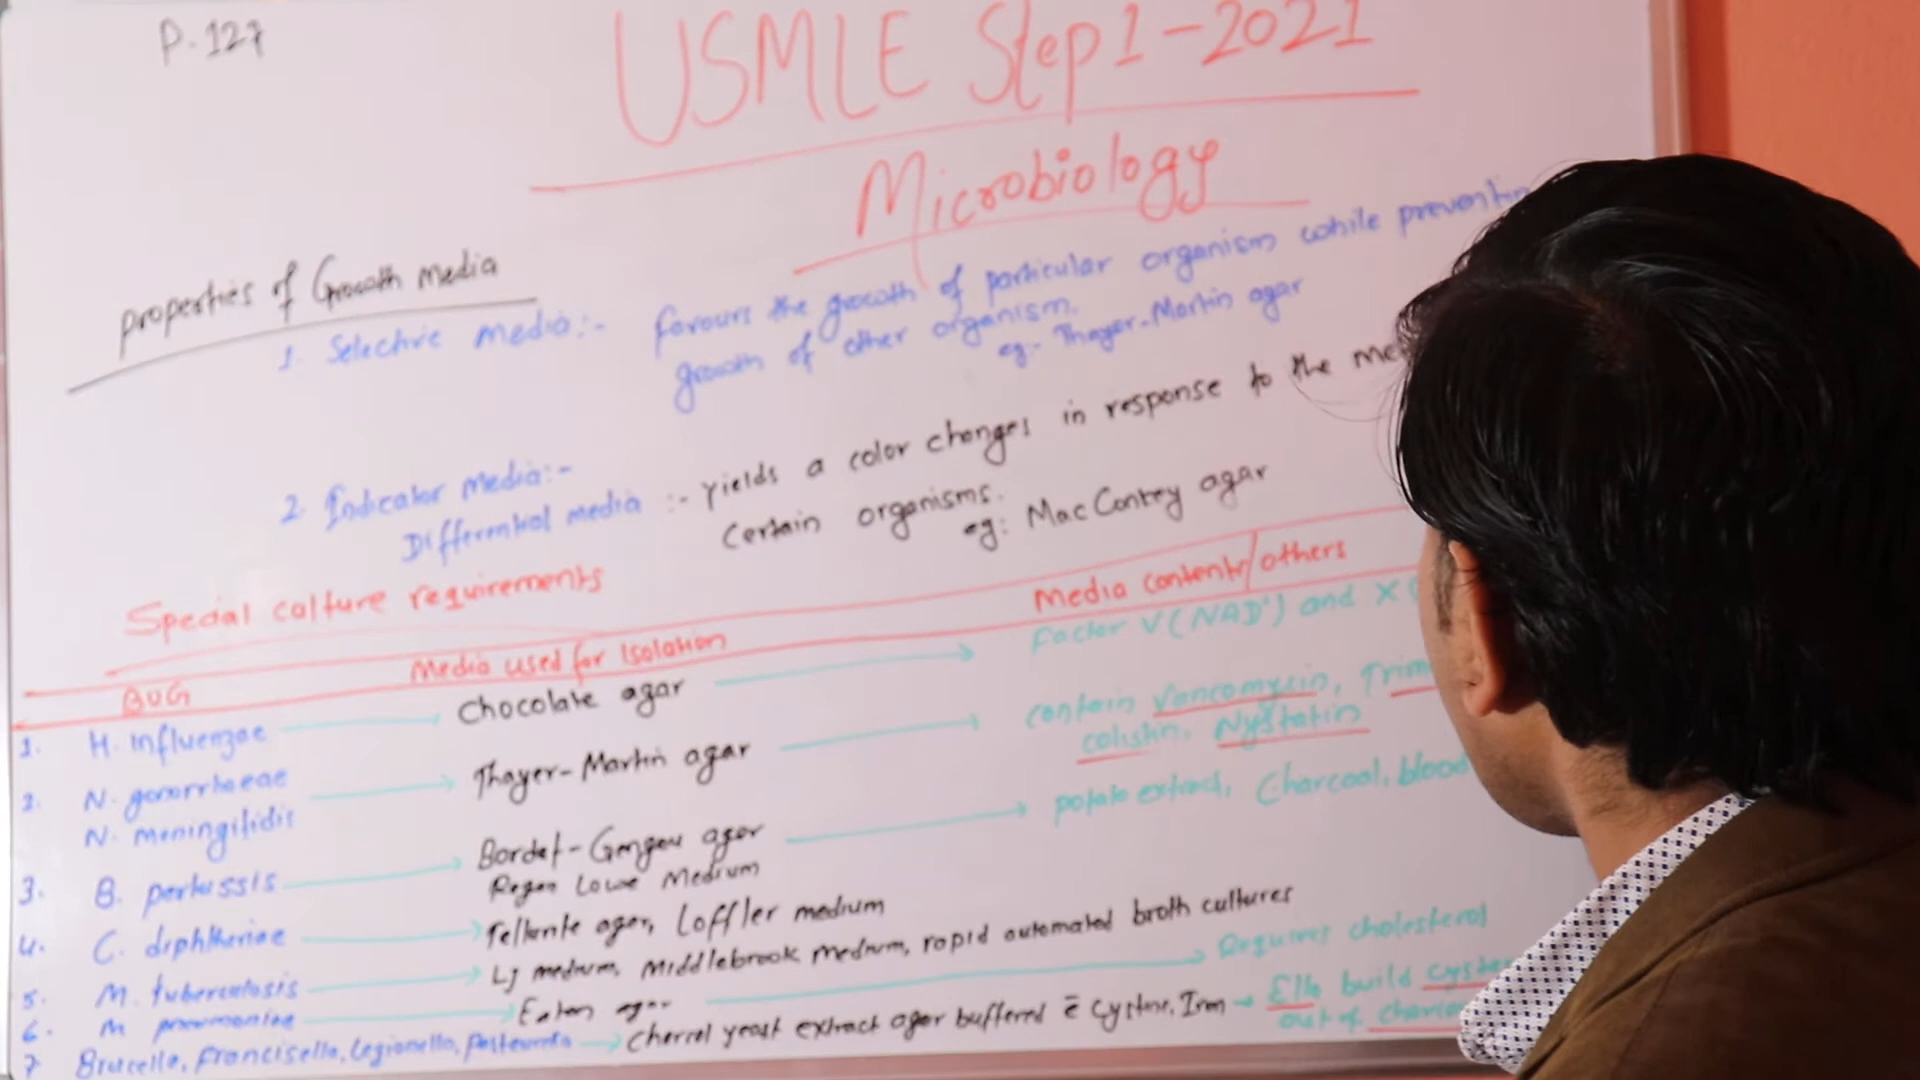 P. 127
USMLE Step 1 - 2021
Microbiology
properties of Growth Media
1. Selective media:- favours the growth of particular organism while preventin
growth of other organism.
eg- Thayer-Martin agar
2. Indicator Media:-
Differential media :- yields a color changes in response to the met
certain organisms.
eg: MacConkey agar
Special culture requirements
BUG Media used for Isolation Media contents/others
1. H. influenzae → Chocolate agar → Factor V (NAD⁺) and X (
2. N. gonorrhoeae → Thayer-Martin agar → contain Vancomycin, Trim
N. meningitidis colistin, Nystatin
3. B. pertussis → Bordet-Gengou agar → potato extract, Charcoal, blood
Regan Lowe Medium
4. C. diphtheriae → Tellurite agar, Loffler medium
5. M. tuberculosis → LJ medium, Middlebrook medium, rapid automated broth cultures
6. M pneumoniae → Eaton agar → Requires cholesterol
7 Brucella, Francisella, Legionella, Pasteurella → Charcol yeast extract agar buffered c̄ cystine, Iron → Ella build cyste
out of charco